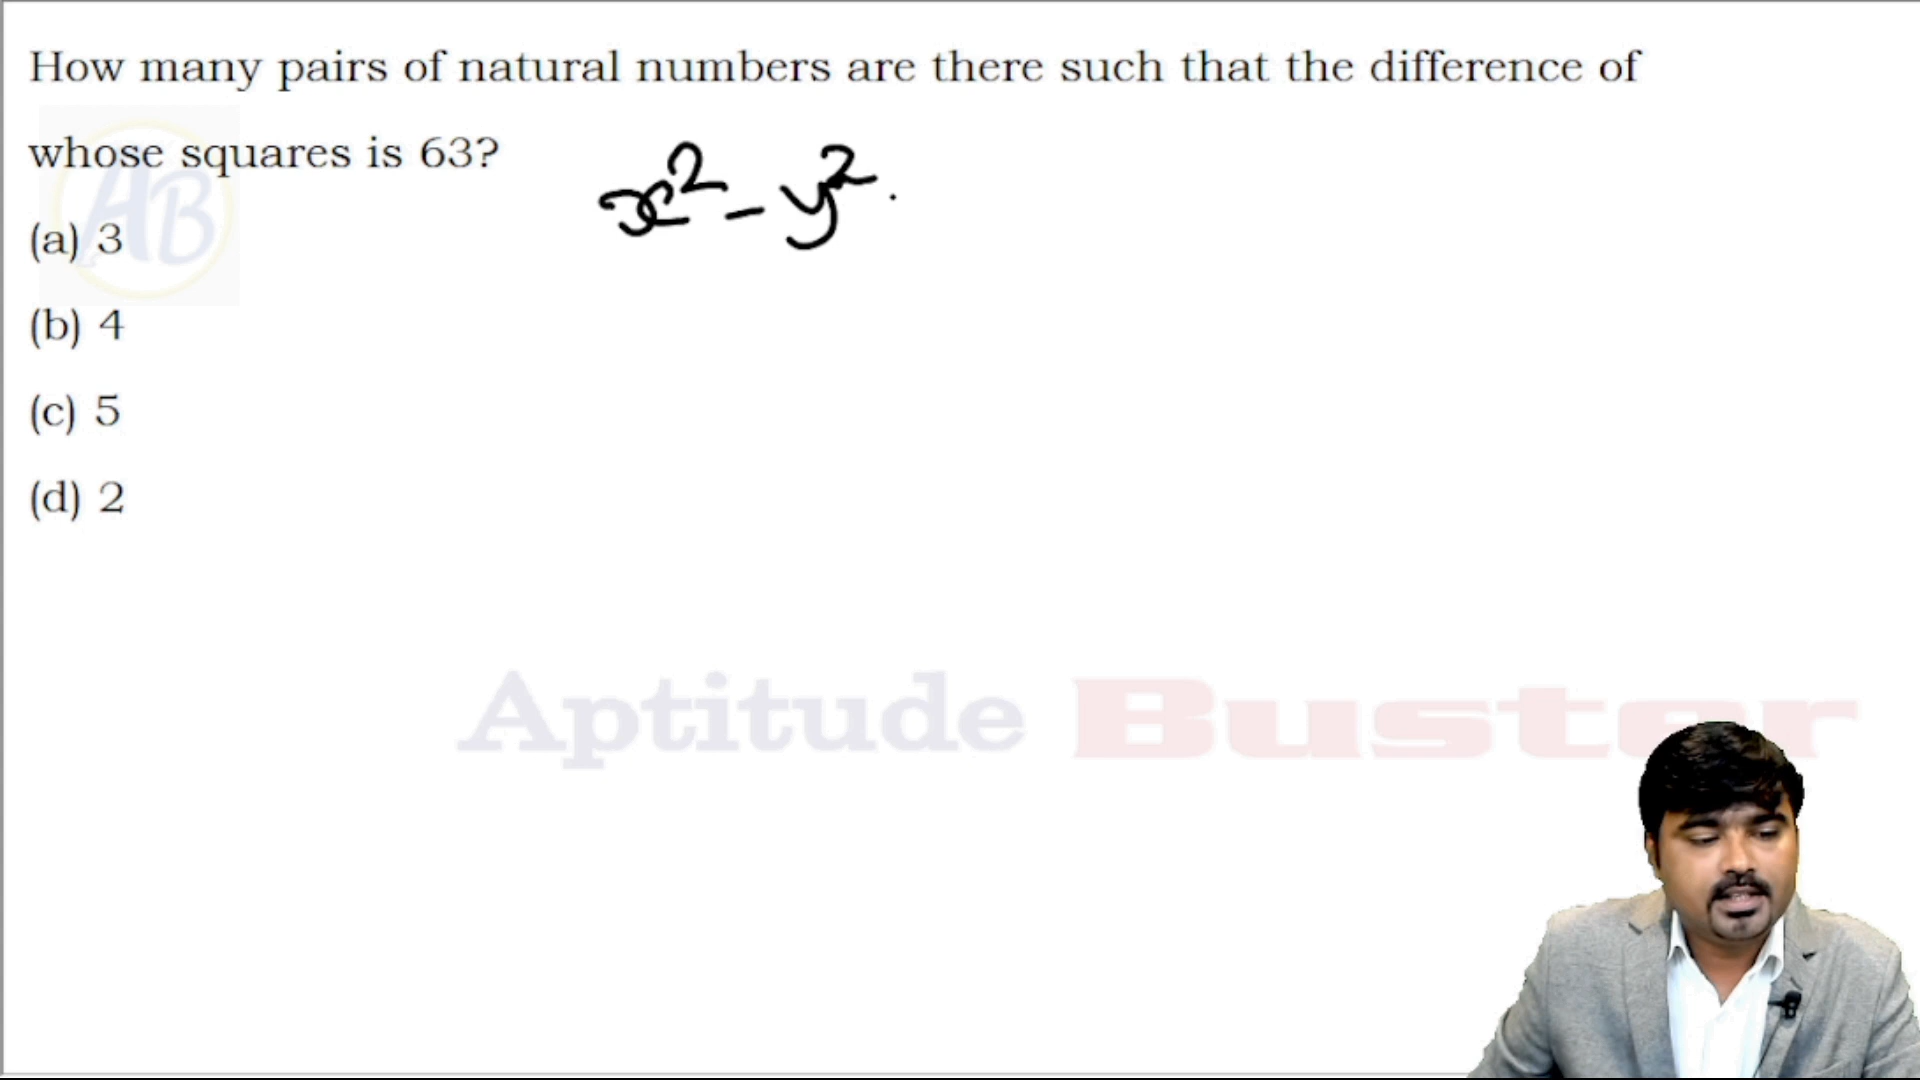 How many pairs of natural numbers are there such that the difference of
whose squares is 63?
x² - y².
AB
(a) 3
(b) 4
(c) 5
(d) 2
Aptitude Buster